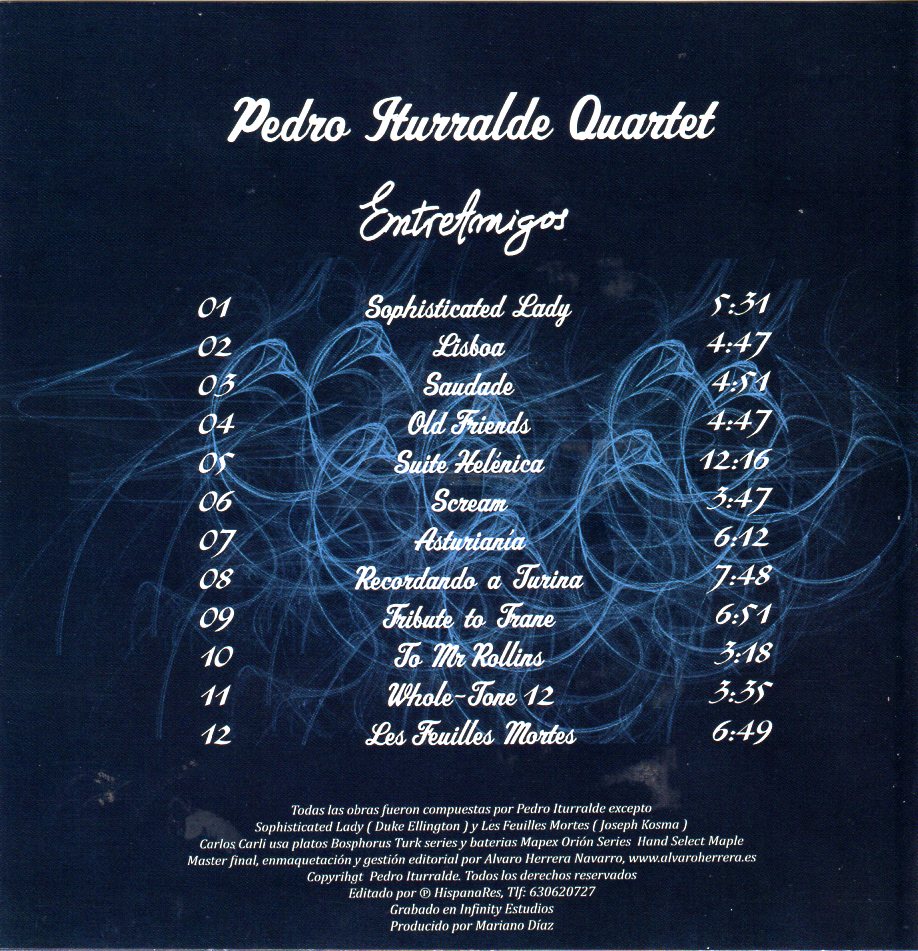 Pedro Iturralde Quartet
EntreAmigos
01 Sophisticated Lady 5:31
02 Lisboa 4:47
03 Saudade 4:51
04 Old Friends 4:47
05 Suite Helénica 12:16
06 Scream 3:47
07 Asturianía 6:12
08 Recordando a Turina 7:48
09 Tribute to Trane 6:51
10 To Mr Rollins 3:18
11 Whole-Tone 12 3:35
12 Les Feuilles Mortes 6:49
Todas las obras fueron compuestas por Pedro Iturralde excepto
Sophisticated Lady ( Duke Ellington ) y Les Feuilles Mortes ( Joseph Kosma )
Carlos Carli usa platos Bosphorus Turk series y baterias Mapex Orión Series Hand Select Maple
Master final, enmaquetación y gestión editorial por Alvaro Herrera Navarro, www.alvaroherrera.es
Copyrihgt Pedro Iturralde. Todos los derechos reservados
Editado por ℗ HispanaRes, Tlf: 630620727
Grabado en Infinity Estudios
Producido por Mariano Díaz